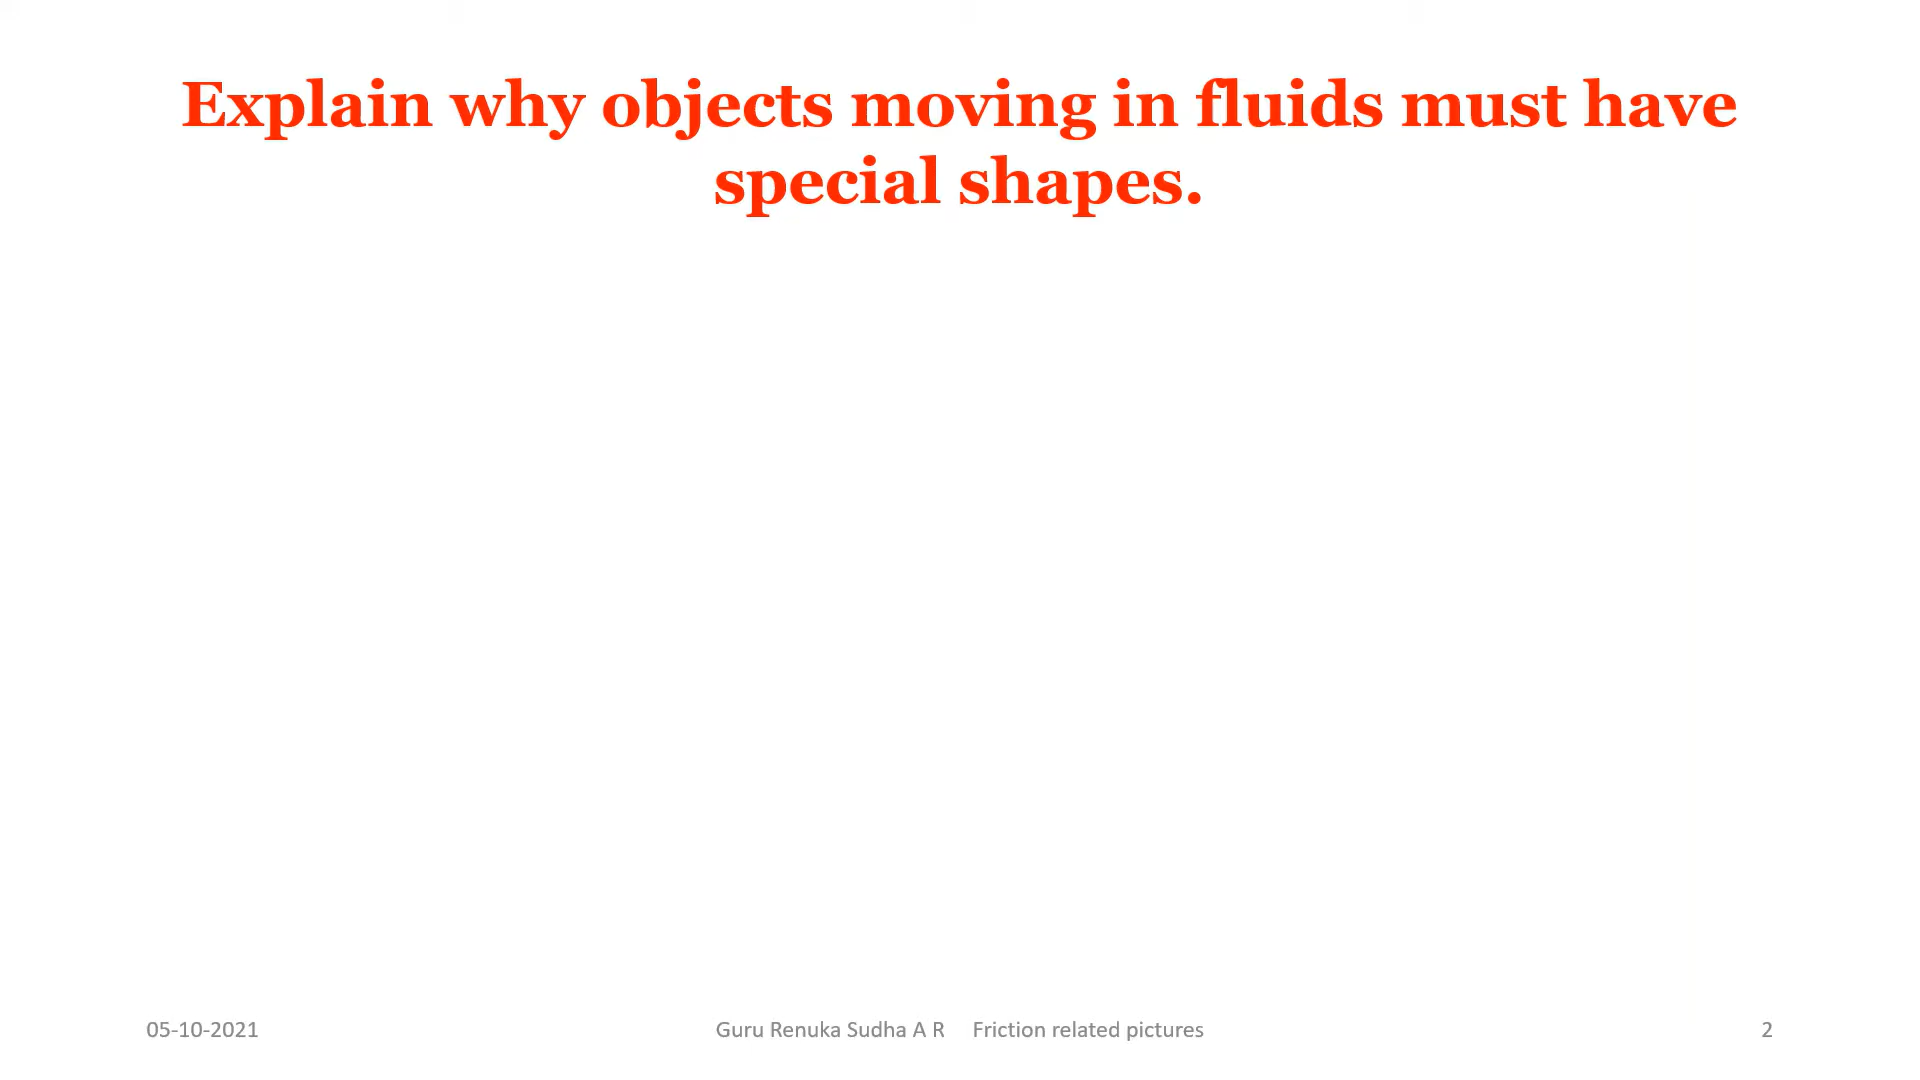 Explain why objects moving in fluids must have
special shapes.
05-10-2021
Guru Renuka Sudha A R Friction related pictures
2